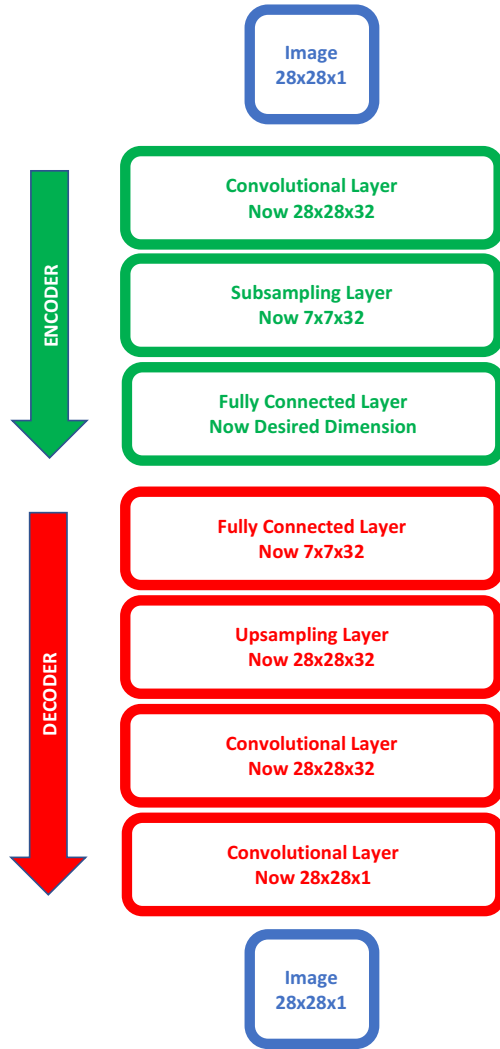 Image
28x28x1
ENCODER
Convolutional Layer
Now 28x28x32
Subsampling Layer
Now 7x7x32
Fully Connected Layer
Now Desired Dimension
DECODER
Fully Connected Layer
Now 7x7x32
Upsampling Layer
Now 28x28x32
Convolutional Layer
Now 28x28x32
Convolutional Layer
Now 28x28x1
Image
28x28x1